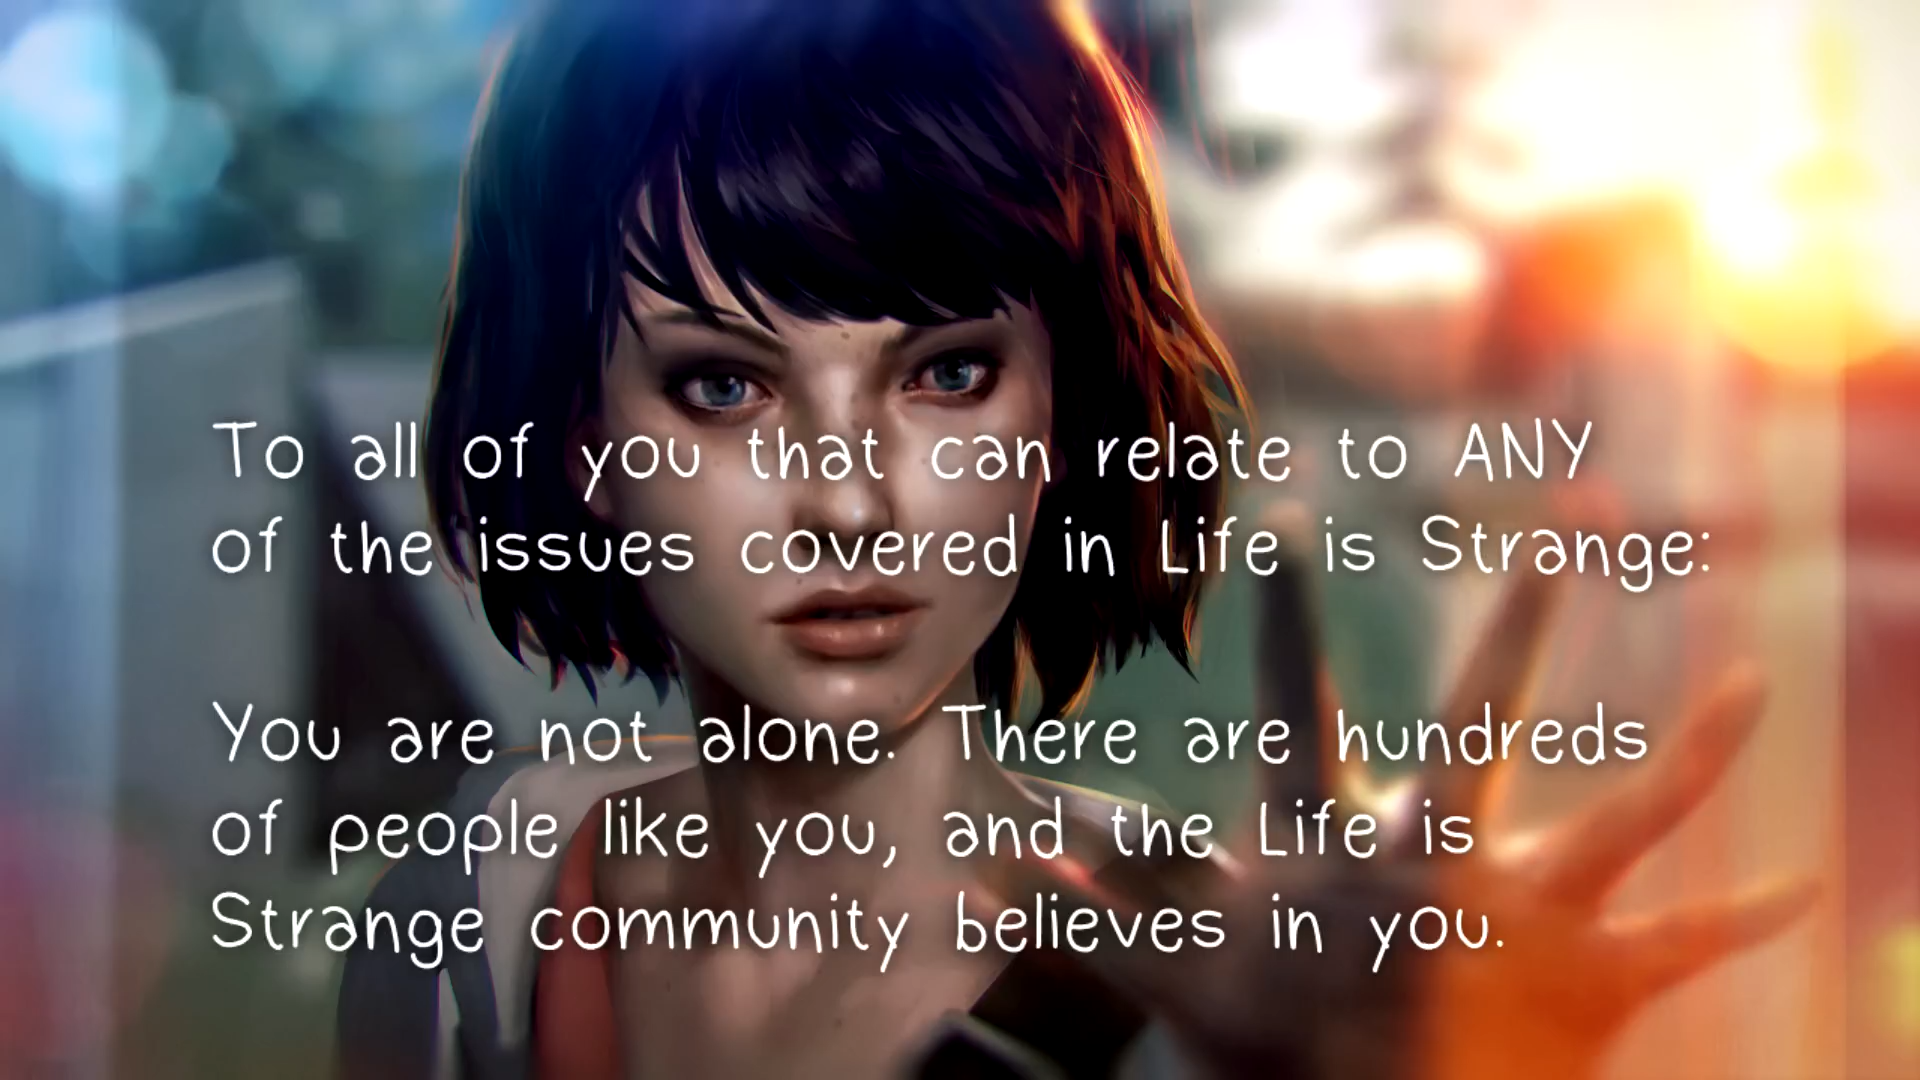 To all of you that can relate to ANY
of the issues covered in Life is Strange:
You are not alone. There are hundreds
of people like you, and the Life is
Strange community believes in you.